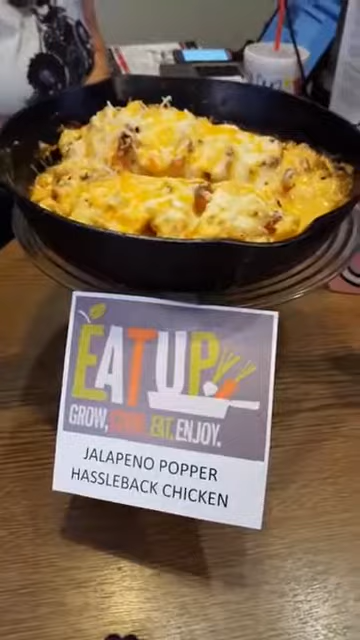 EAT UP
GROW, COOK, EAT, ENJOY.
JALAPENO POPPER
HASSLEBACK CHICKEN